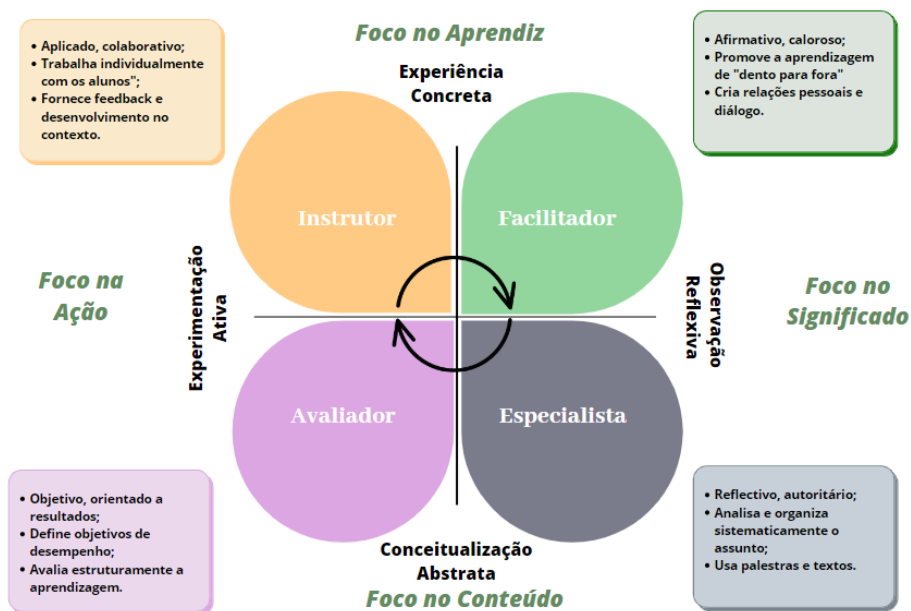 Foco no Aprendiz
Experiência
Concreta
• Aplicado, colaborativo;
• Trabalha individualmente
com os alunos";
• Fornece feedback e
desenvolvimento no
contexto.
• Afirmativo, caloroso;
• Promove a aprendizagem
de "dento para fora"
• Cria relações pessoais e
diálogo.
Instrutor
Facilitador
Foco na
Ação
Experimentação
Ativa
Observação
Reflexiva
Foco no
Significado
Avaliador
Especialista
• Objetivo, orientado a
resultados;
• Define objetivos de
desempenho;
• Avalia estruturamente a
aprendizagem.
• Reflectivo, autoritário;
• Analisa e organiza
sistematicamente o
assunto;
• Usa palestras e textos.
Conceitualização
Abstrata
Foco no Conteúdo